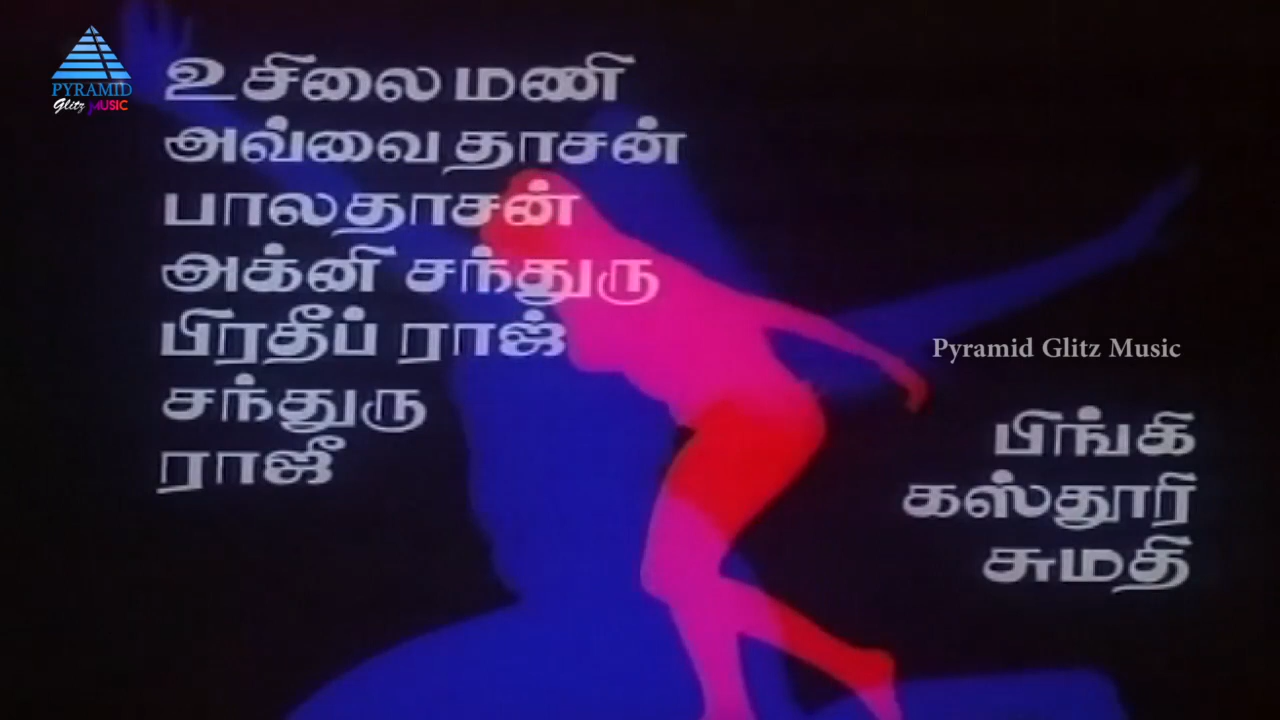 PYRAMID
Glitz MUSIC
உசிலை மணி
அவ்வை தாசன்
பாலதாசன்
அக்னி சந்துரு
பிரதீப் ராஜ்
சந்துரு
ராஜீ
Pyramid Glitz Music
பிங்கி
கஸ்தூரி
சுமதி